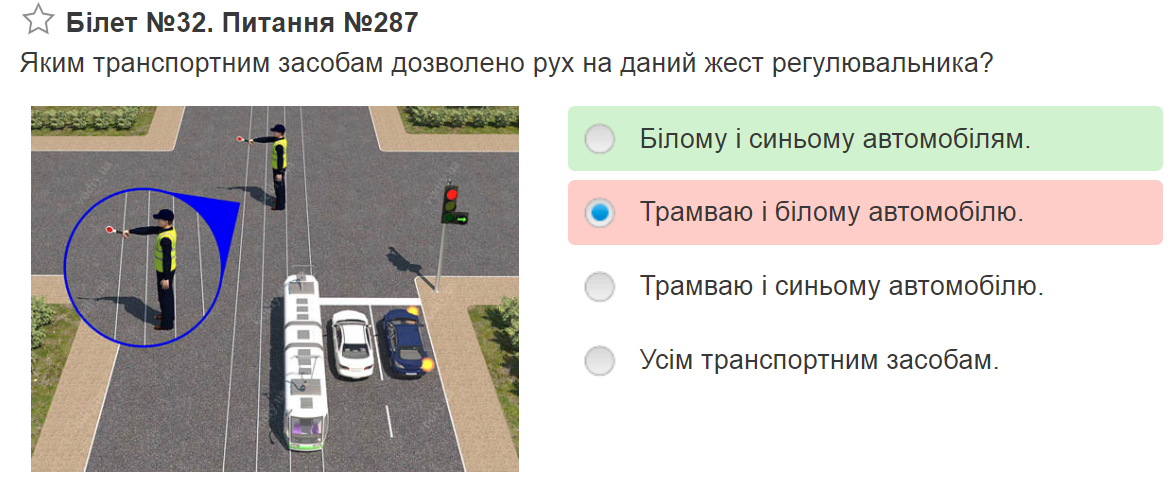 Білет №32. Питання №287
Яким транспортним засобам дозволено рух на даний жест регулювальника?
Білому і синьому автомобілям.
Трамваю і білому автомобілю.
Трамваю і синьому автомобілю.
Усім транспортним засобам.